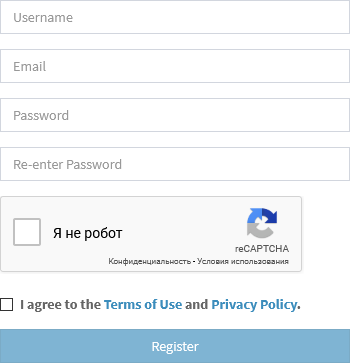 Username
Email
Password
Re-enter Password
Я не робот
reCAPTCHA
Конфиденциальность - Условия использования
I agree to the Terms of Use and Privacy Policy.
Register